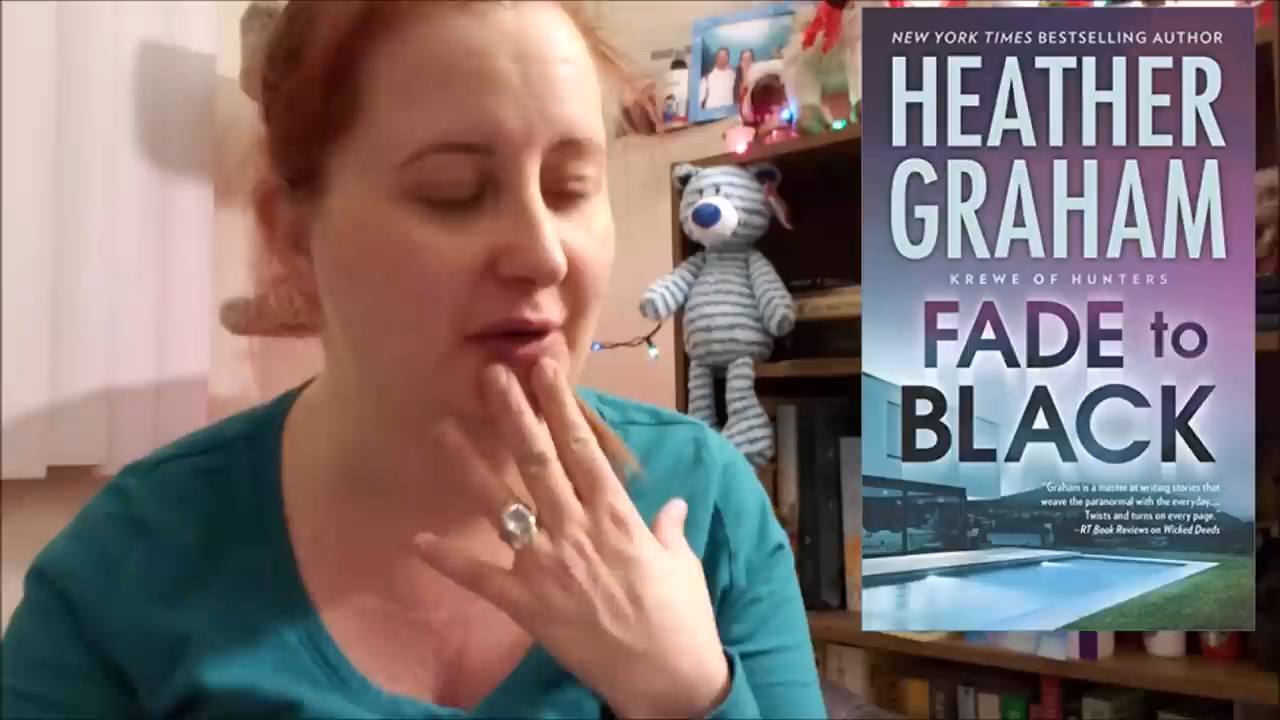 NEW YORK TIMES BESTSELLING AUTHOR
HEATHER
GRAHAM
KREWE OF HUNTERS
FADE to
BLACK
"Graham is a master at writing stories that
weave the paranormal with the everyday....
Twists and turns on every page."
–RT Book Reviews on Wicked Deeds